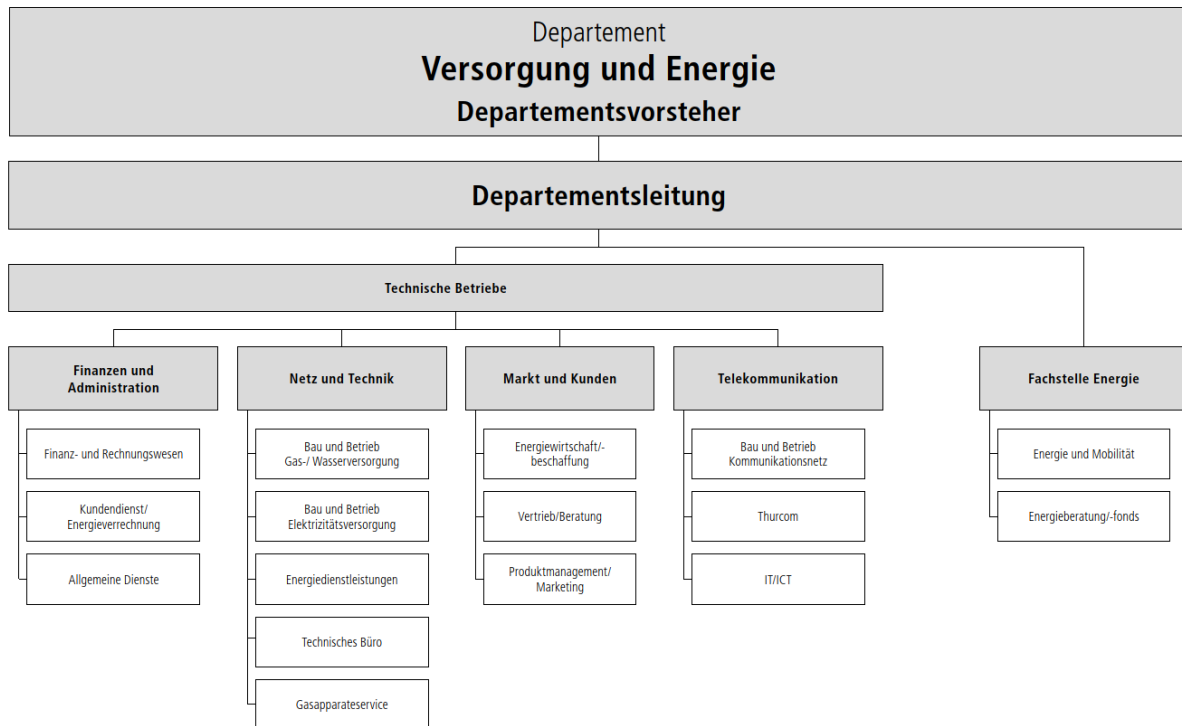 Departement
Versorgung und Energie
Departementsvorsteher
Departementsleitung
Technische Betriebe
Finanzen und
Administration
Netz und Technik
Markt und Kunden
Telekommunikation
Fachstelle Energie
Finanz- und Rechnungswesen
Kundendienst/
Energieverrechnung
Allgemeine Dienste
Bau und Betrieb
Gas-/ Wasserversorgung
Bau und Betrieb
Elektrizitätsversorgung
Energiedienstleistungen
Technisches Büro
Gasapparateservice
Energiewirtschaft/-
beschaffung
Vertrieb/Beratung
Produktmanagement/
Marketing
Bau und Betrieb
Kommunikationsnetz
Thurcom
IT/ICT
Energie und Mobilität
Energieberatung/-fonds